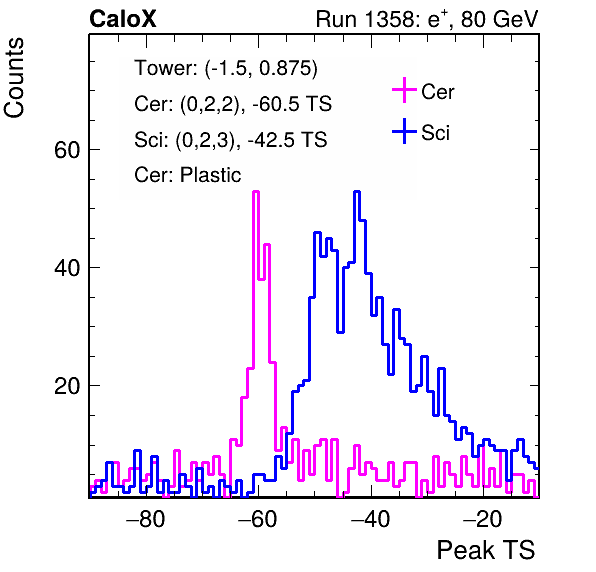 CaloX Run 1358: e⁺, 80 GeV
Counts
Tower: (-1.5, 0.875)
Cer: (0,2,2), -60.5 TS
Sci: (0,2,3), -42.5 TS
Cer: Plastic
Cer
Sci
60
40
20
−80 −60 −40 −20
Peak TS